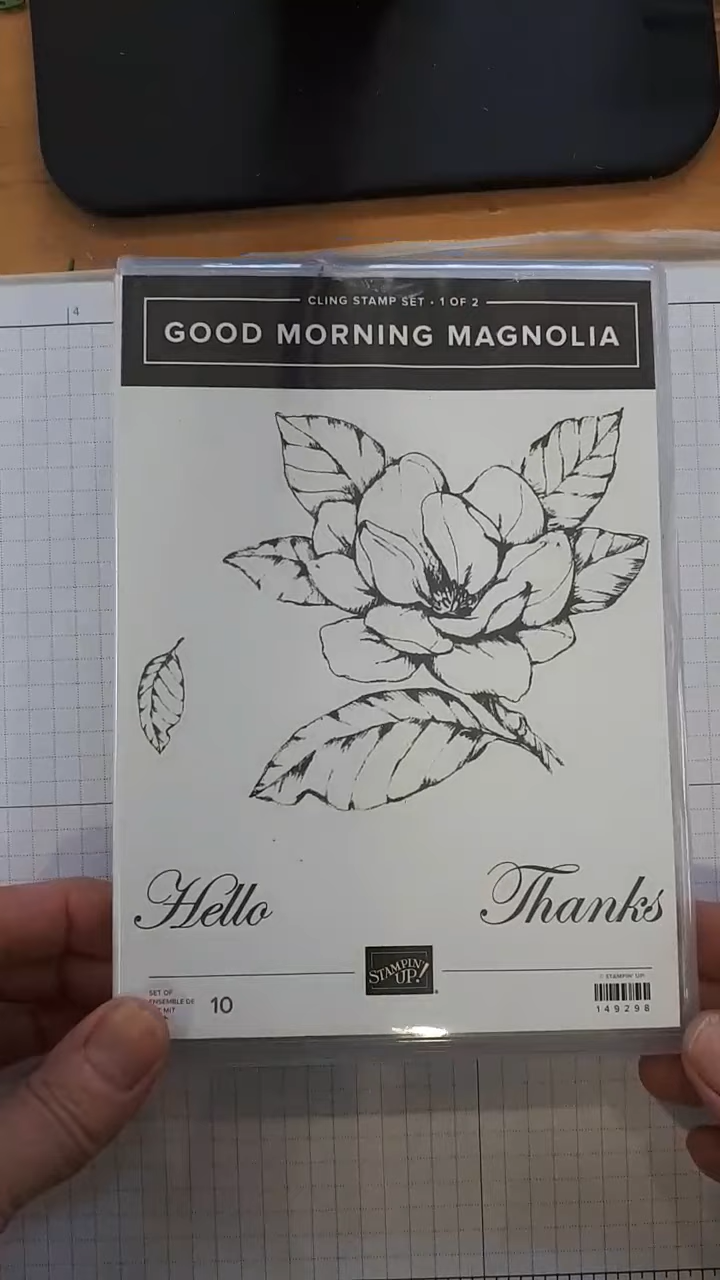 4
CLING STAMP SET • 1 OF 2
GOOD MORNING MAGNOLIA
Hello
Thanks
STAMPIN' UP!®
© STAMPIN' UP!
SET OF
ENSEMBLE DE
MIT
10
149298